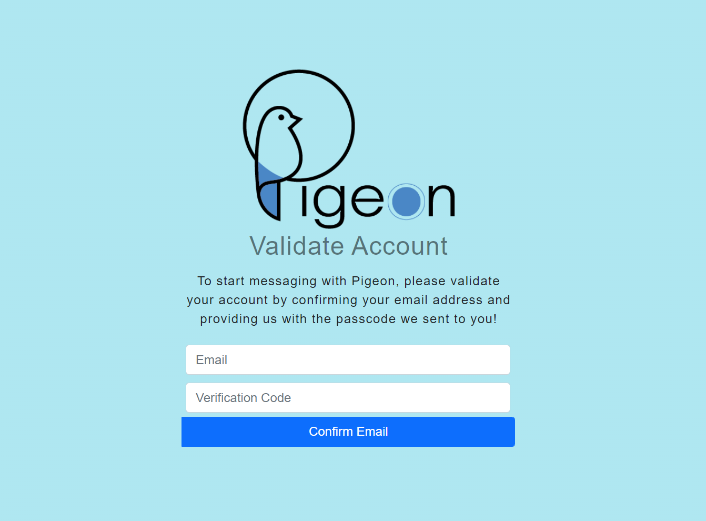 Pigeon
Validate Account
To start messaging with Pigeon, please validate
your account by confirming your email address and
providing us with the passcode we sent to you!
Email
Verification Code
Confirm Email